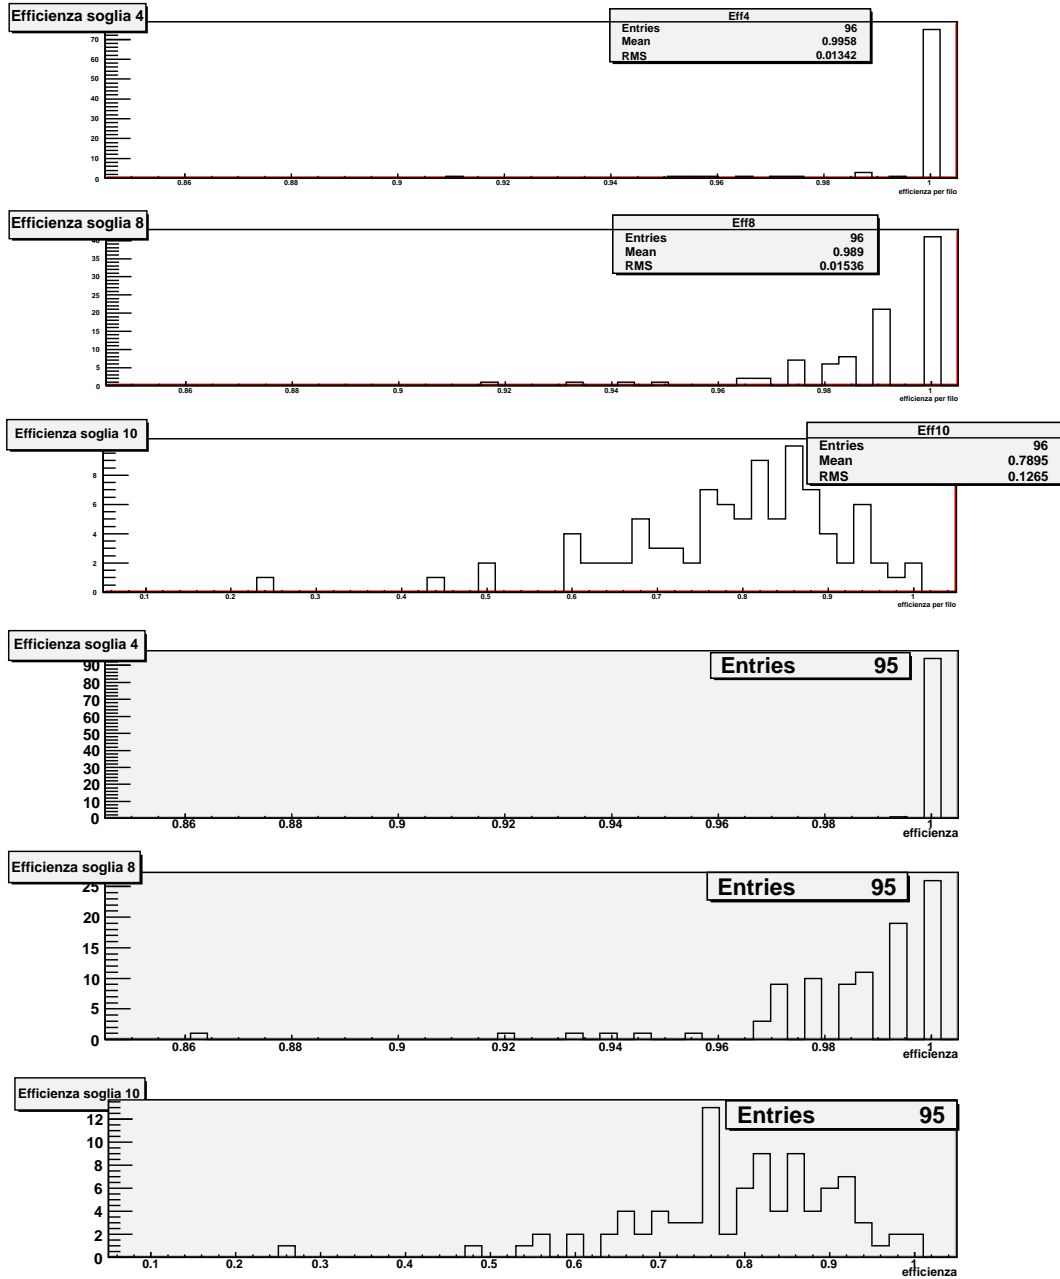 Efficienza soglia 4
Eff4
Entries 96
Mean 0.9958
RMS 0.01342
70
60
50
40
30
20
10
0
0.86 0.88 0.9 0.92 0.94 0.96 0.98 1
efficienza per filo
Efficienza soglia 8
Eff8
Entries 96
Mean 0.989
RMS 0.01536
40
35
30
25
20
15
10
5
0
0.86 0.88 0.9 0.92 0.94 0.96 0.98 1
efficienza per filo
Efficienza soglia 10
Eff10
Entries 96
Mean 0.7895
RMS 0.1265
8
6
4
2
0
0.1 0.2 0.3 0.4 0.5 0.6 0.7 0.8 0.9 1
efficienza per filo
Efficienza soglia 4
Entries 95
90
80
70
60
50
40
30
20
10
0
0.86 0.88 0.9 0.92 0.94 0.96 0.98 1
efficienza
Efficienza soglia 8
Entries 95
25
20
15
10
5
0
0.86 0.88 0.9 0.92 0.94 0.96 0.98 1
efficienza
Efficienza soglia 10
Entries 95
12
10
8
6
4
2
0
0.1 0.2 0.3 0.4 0.5 0.6 0.7 0.8 0.9 1
efficienza